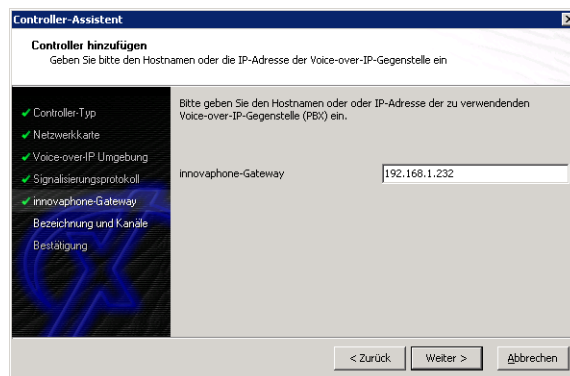 Controller-Assistent
Controller hinzufügen
Geben Sie bitte den Hostnamen oder die IP-Adresse der Voice-over-IP-Gegenstelle ein
Controller-Typ
Netzwerkkarte
Voice-over-IP Umgebung
Signalisierungsprotokoll
innovaphone-Gateway
Bezeichnung und Kanäle
Bestätigung
Bitte geben Sie den Hostnamen oder oder IP-Adresse der zu verwendenden
Voice-over-IP-Gegenstelle (PBX) ein.
innovaphone-Gateway
192.168.1.232
< Zurück
Weiter >
Abbrechen